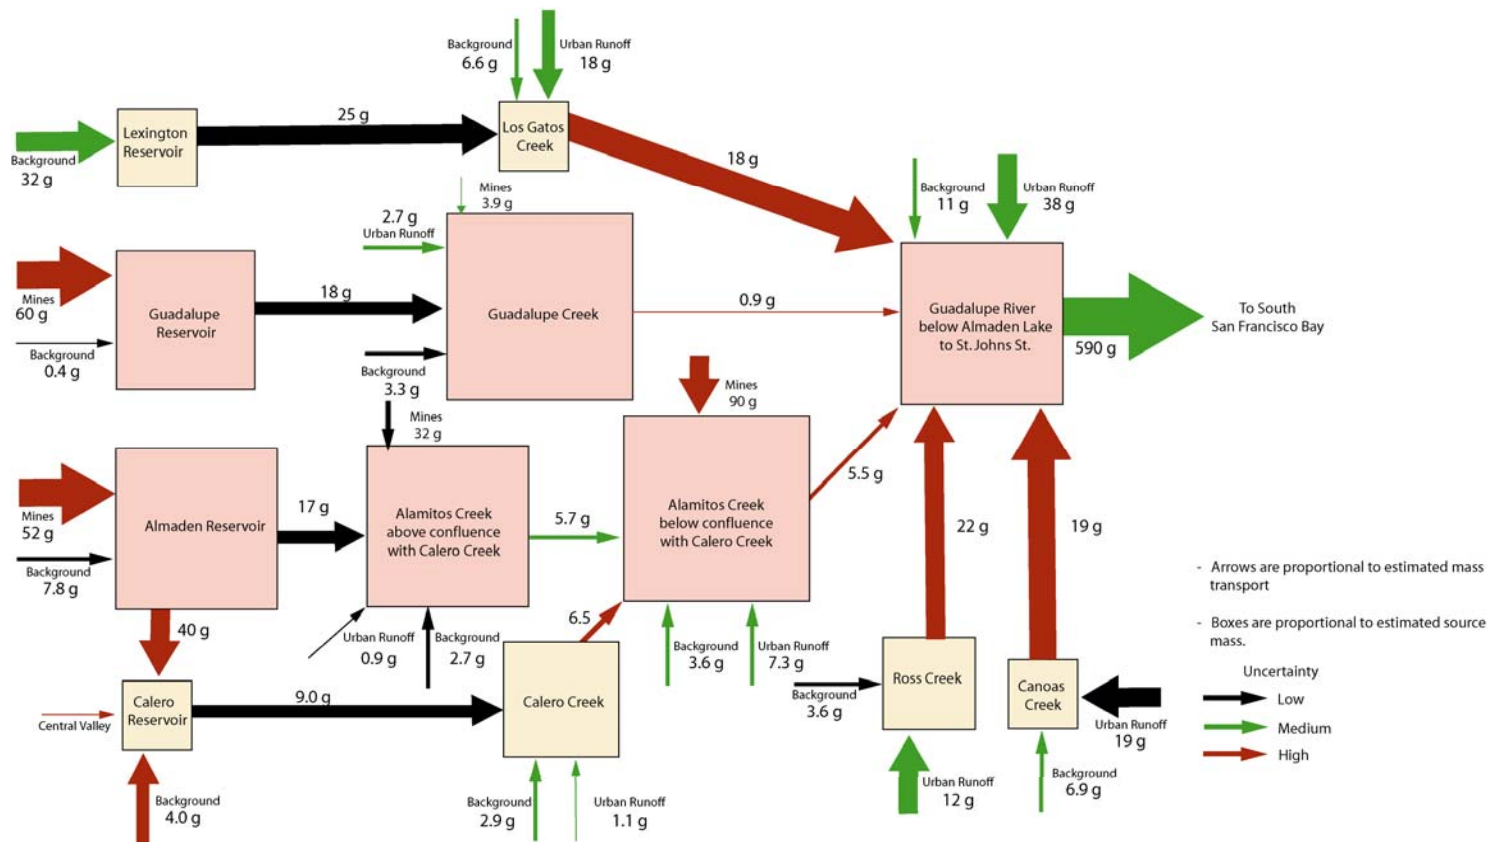 Background
6.6 g
Urban Runoff
18 g
25 g
Lexington
Reservoir
Los Gatos
Creek
Background
32 g
18 g
Mines
3.9 g
2.7 g
Urban Runoff
Background
11 g
Urban Runoff
38 g
Mines
60 g
Guadalupe
Reservoir
18 g
Guadalupe Creek
0.9 g
Guadalupe River
below Almaden Lake
to St. Johns St.
590 g
To South
San Francisco Bay
Background
0.4 g
Background
3.3 g
Mines
32 g
Mines
90 g
Mines
52 g
Almaden Reservoir
17 g
Alamitos Creek
above confluence
with Calero Creek
5.7 g
Alamitos Creek
below confluence
with Calero Creek
5.5 g
22 g
19 g
Background
7.8 g
40 g
Urban Runoff
0.9 g
Background
2.7 g
6.5
Background
3.6 g
Urban Runoff
7.3 g
Central Valley
Calero
Reservoir
9.0 g
Calero Creek
Background
3.6 g
Ross Creek
Canoas
Creek
Urban Runoff
19 g
Background
4.0 g
Background
2.9 g
Urban Runoff
1.1 g
Urban Runoff
12 g
Background
6.9 g
- Arrows are proportional to estimated mass
transport
- Boxes are proportional to estimated source
mass.
Uncertainty
Low
Medium
High